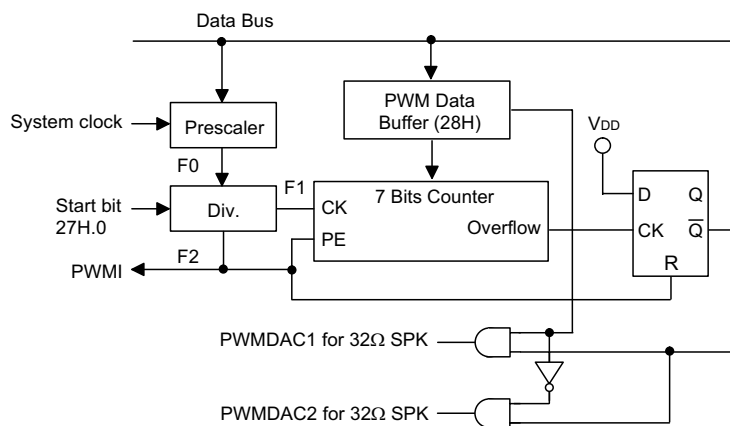 Data Bus
System clock
Prescaler
PWM Data
Buffer (28H)
VDD
F0
F1
7 Bits Counter
D
Q
Start bit
27H.0
Div.
CK
Overflow
CK
Q̅
PE
R
F2
PWMI
PWMDAC1 for 32Ω SPK
PWMDAC2 for 32Ω SPK